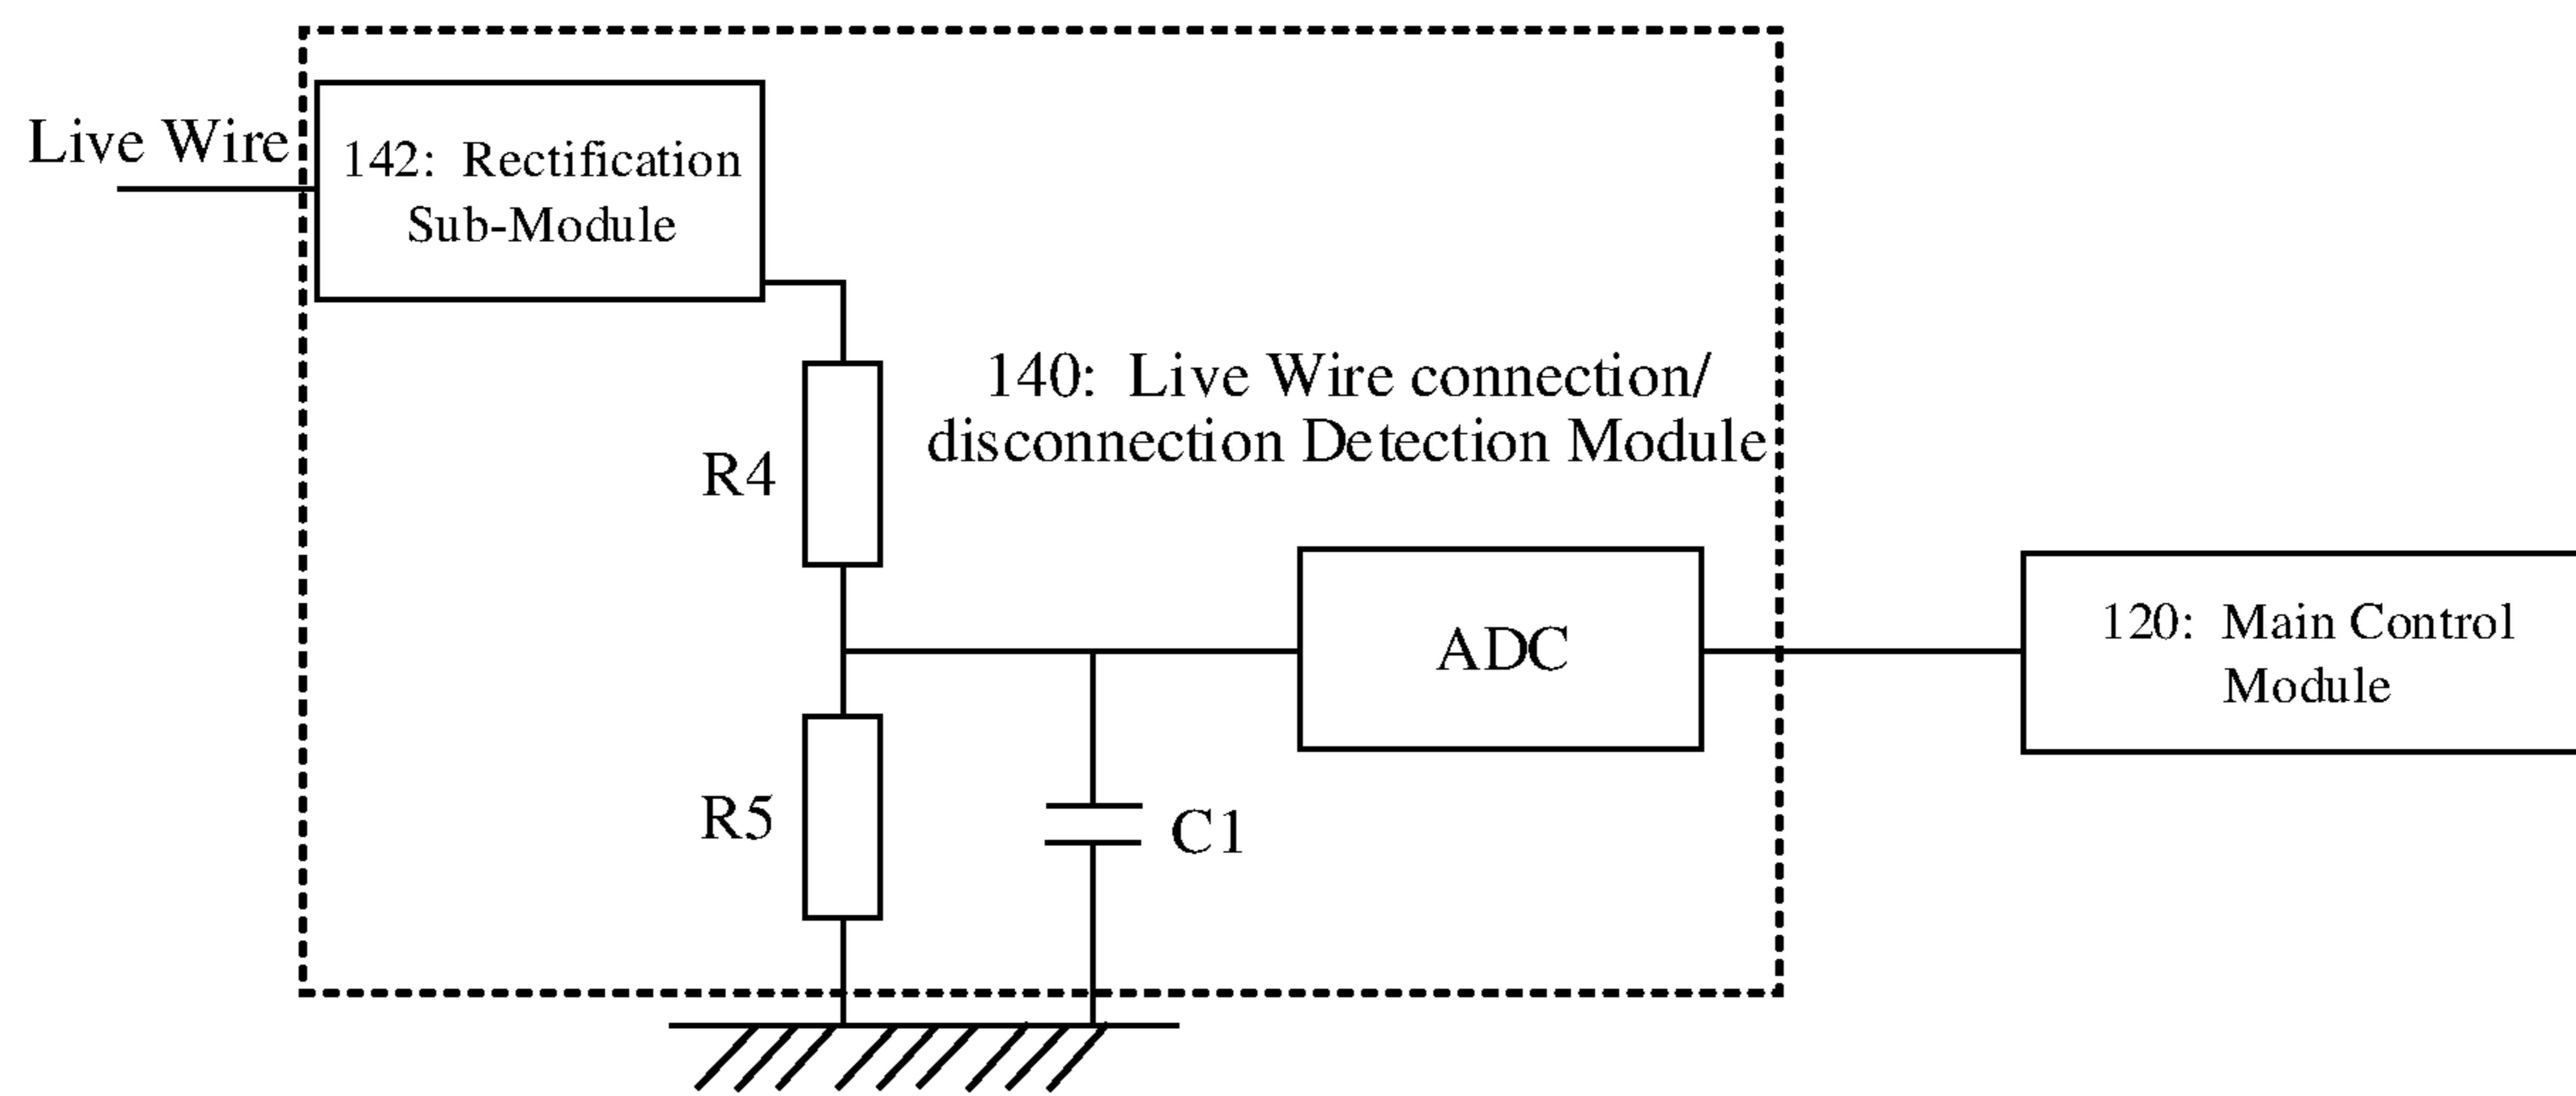 Live Wire
142: Rectification
Sub-Module
R4
140: Live Wire connection/
disconnection Detection Module
ADC
120: Main Control
Module
R5
C1